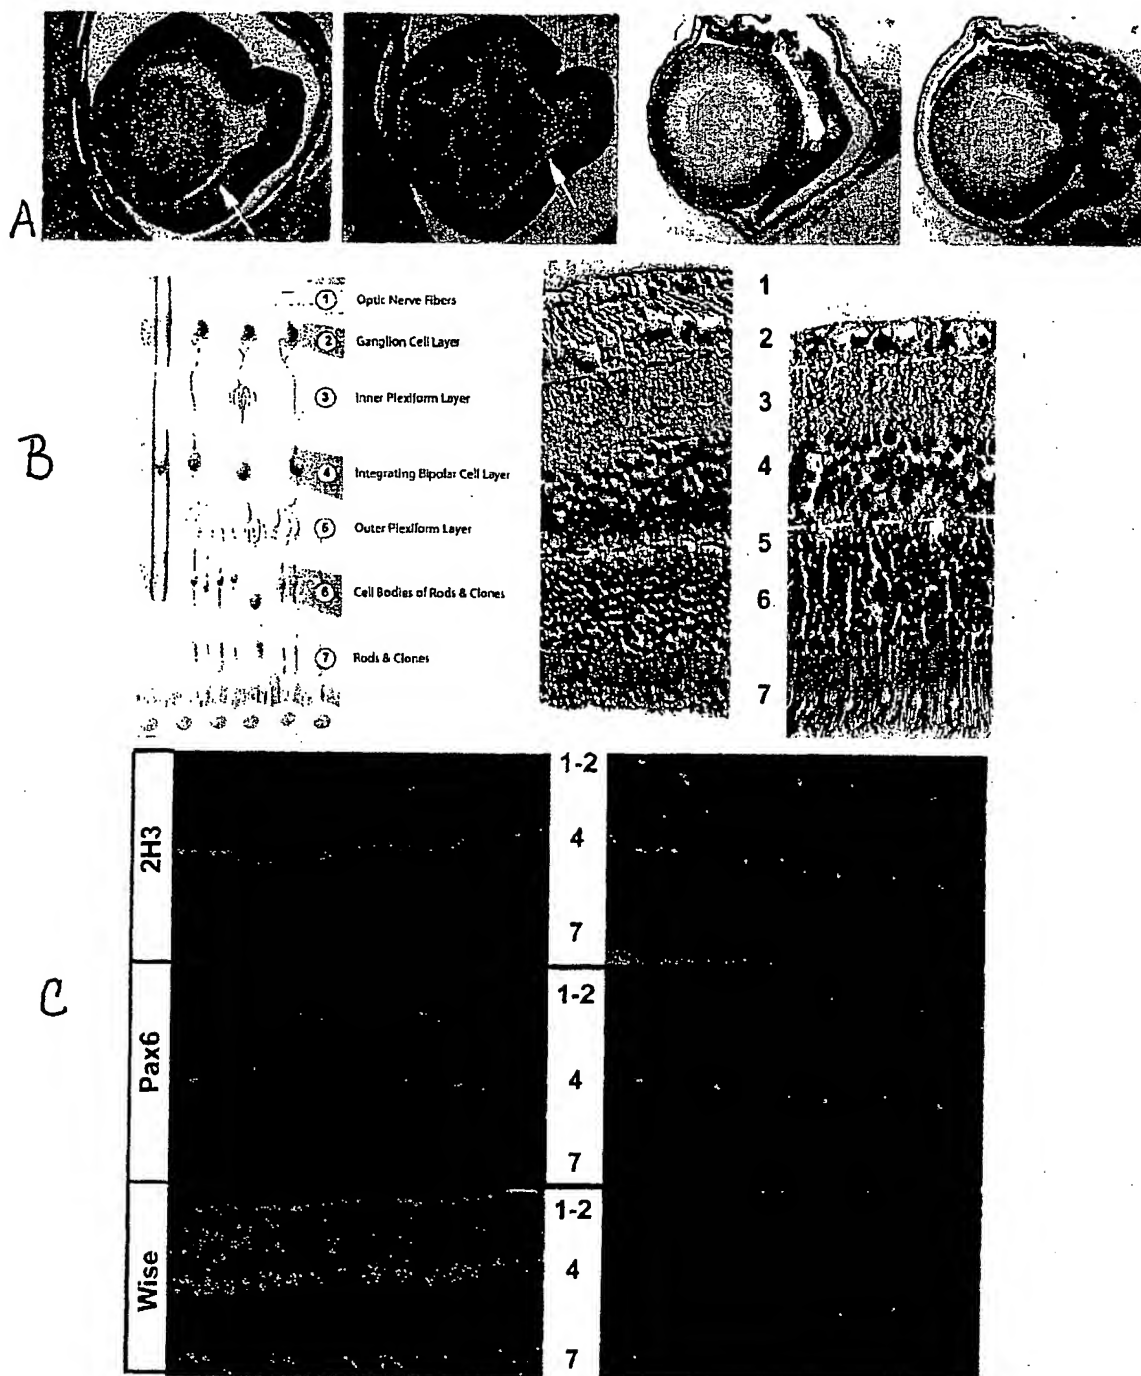 A
B
1 Optic Nerve Fibers
2 Ganglion Cell Layer
3 Inner Plexiform Layer
4 Integrating Bipolar Cell Layer
5 Outer Plexiform Layer
6 Cell Bodies of Rods & Clones
7 Rods & Clones
1
2
3
4
5
6
7
C
2H3
1-2
4
7
Pax6
1-2
4
7
Wise
1-2
4
7